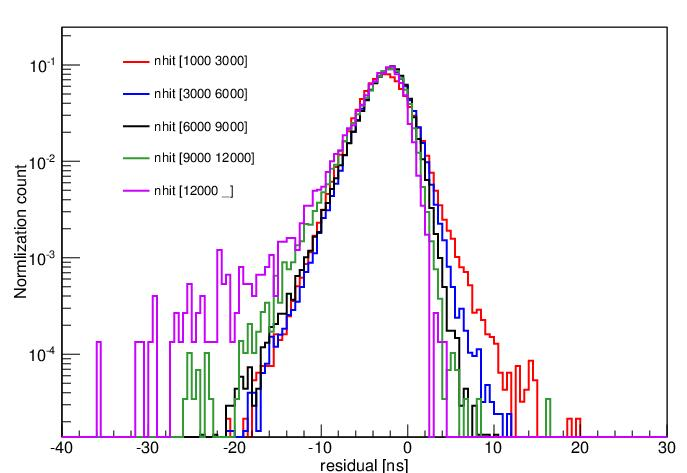 nhit [1000 3000]
nhit [3000 6000]
nhit [6000 9000]
nhit [9000 12000]
nhit [12000 _]
Normlization count
10-1
10-2
10-3
10-4
-40 -30 -20 -10 0 10 20 30
residual [ns]